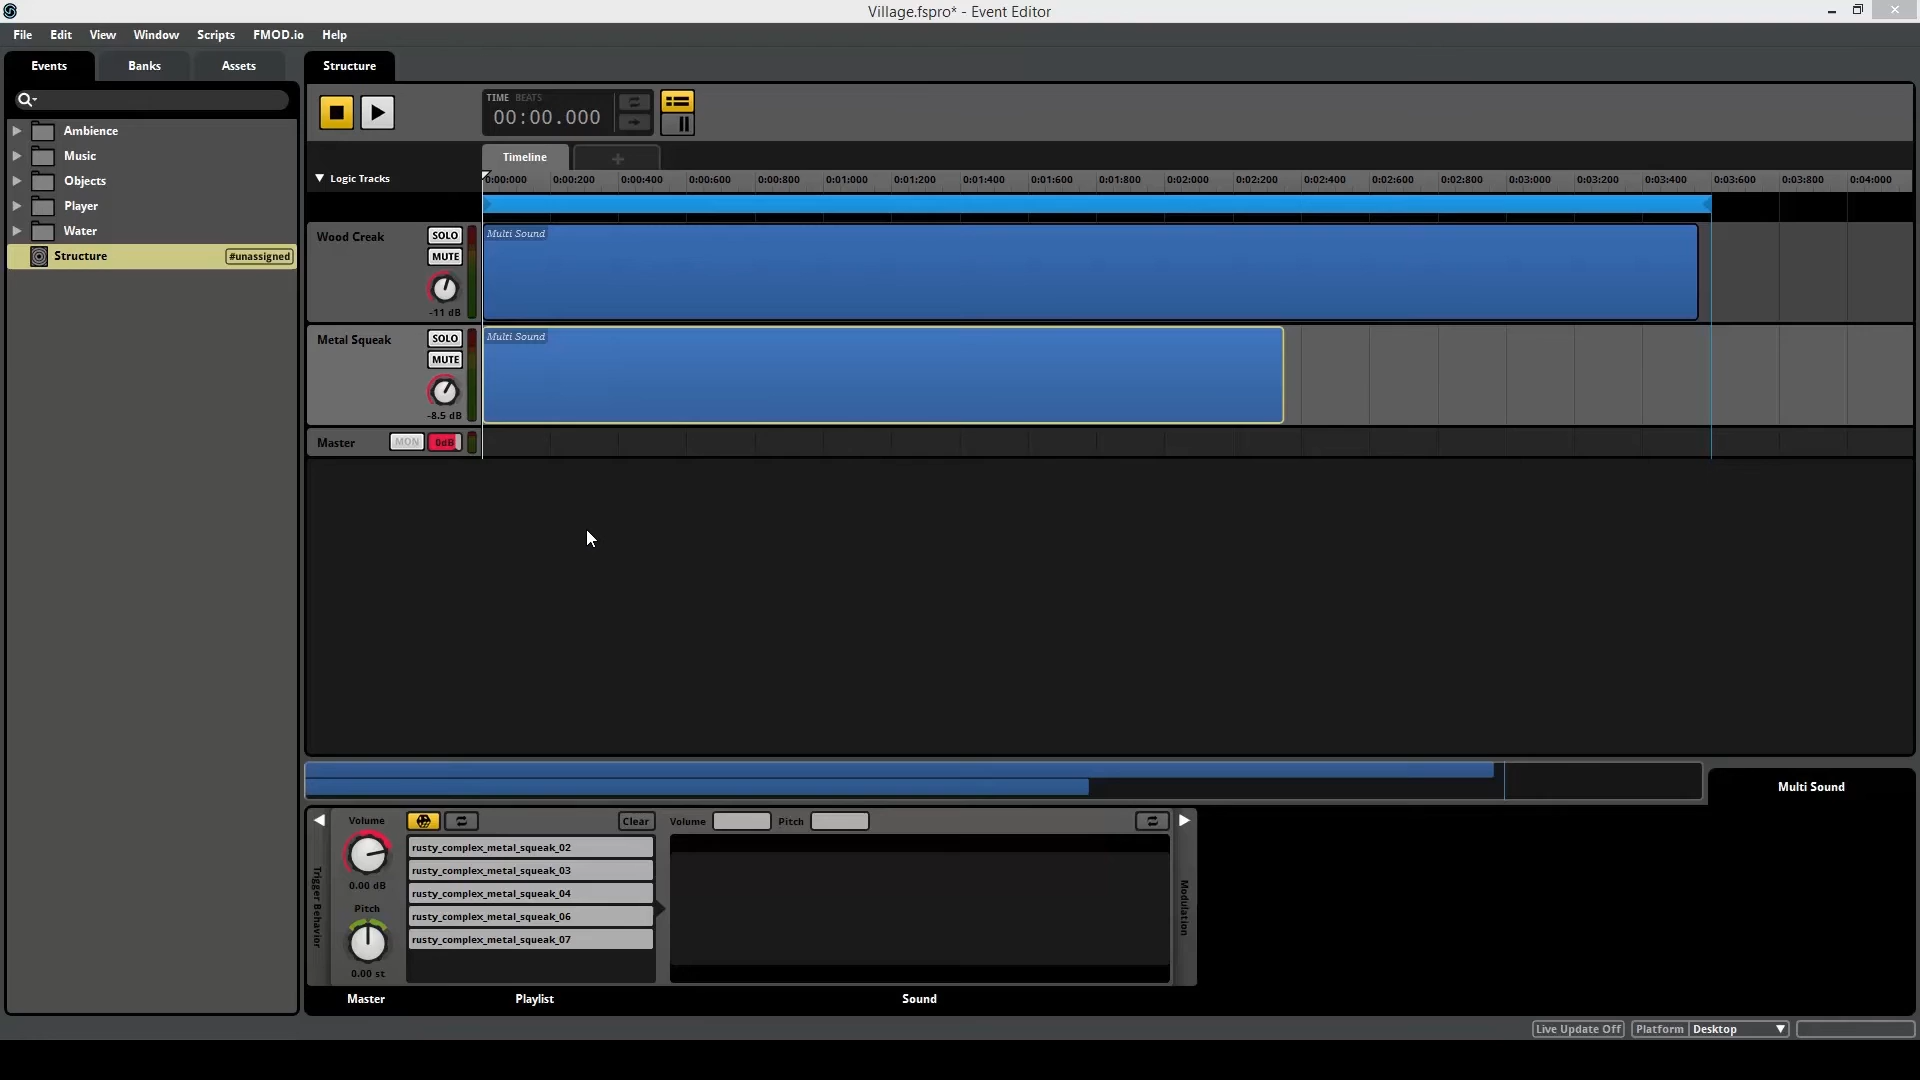 Village.fspro* - Event Editor
File Edit View Window Scripts FMOD.io Help
Events Banks Assets
Structure
Ambience
Music
Objects
Player
Water
Structure #unassigned
TIME BEATS
00:00.000
Timeline +
Logic Tracks
0:00:000 0:00:200 0:00:400 0:00:600 0:00:800 0:01:000 0:01:200 0:01:400 0:01:600 0:01:800 0:02:000 0:02:200 0:02:400 0:02:600 0:02:800 0:03:000 0:03:200 0:03:400 0:03:600 0:03:800 0:04:000
Wood Creak SOLO
MUTE
-11 dB
Multi Sound
Metal Squeak SOLO
MUTE
-8.5 dB
Multi Sound
Master MON 0dB
Multi Sound
Trigger Behavior
Volume
0.00 dB
Pitch
0.00 st
Master
Clear
rusty_complex_metal_squeak_02
rusty_complex_metal_squeak_03
rusty_complex_metal_squeak_04
rusty_complex_metal_squeak_06
rusty_complex_metal_squeak_07
Playlist
Volume Pitch
Sound
Modulation
Live Update Off Platform Desktop